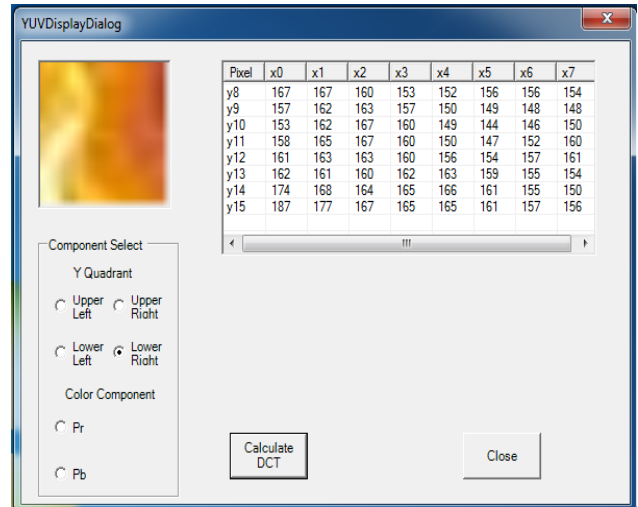 YUVDisplayDialog
x
Pixel x0 x1 x2 x3 x4 x5 x6 x7
y8 167 167 160 153 152 156 156 154
y9 157 162 163 157 150 149 148 148
y10 153 162 167 160 149 144 146 150
y11 158 165 167 160 150 147 152 160
y12 161 163 163 160 156 154 157 161
y13 162 161 160 162 163 159 155 154
y14 174 168 164 165 166 161 155 150
y15 187 177 167 165 165 161 157 156
Component Select
Y Quadrant
Upper Left
Upper Right
Lower Left
Lower Right
Color Component
Pr
Pb
Calculate
DCT
Close